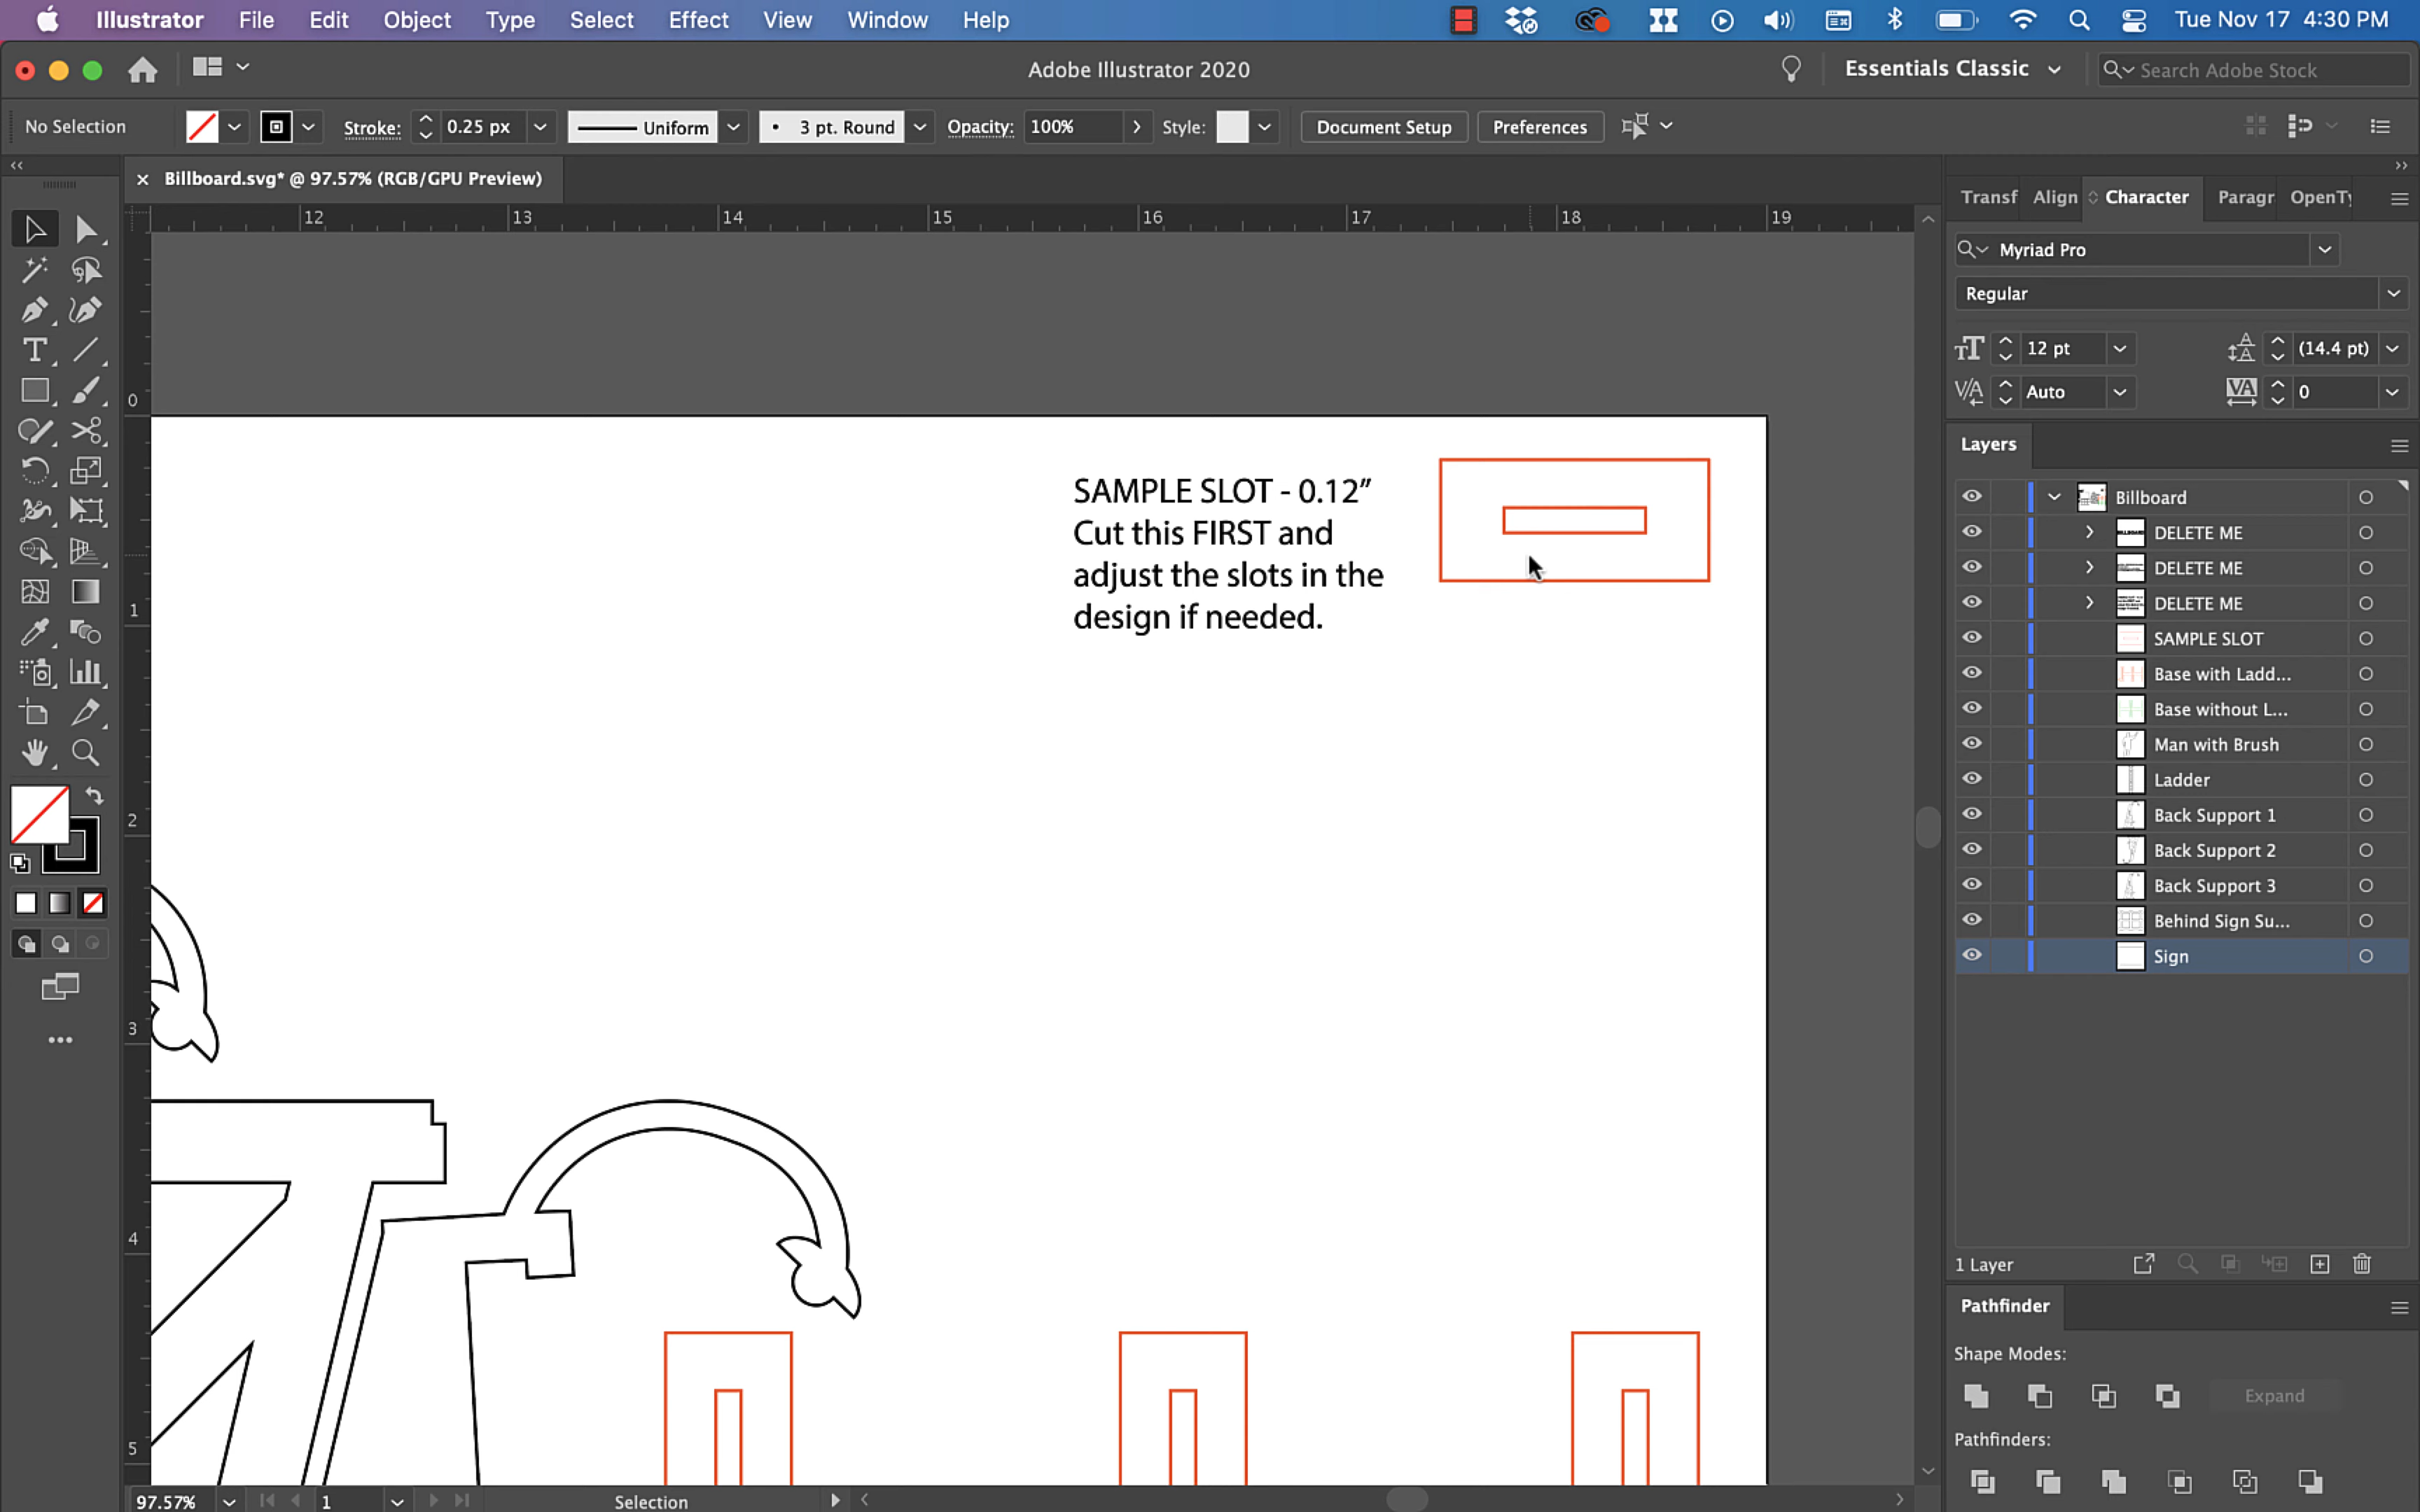 Illustrator File Edit Object Type Select Effect View Window Help Tue Nov 17 4:30 PM
Adobe Illustrator 2020 Essentials Classic Search Adobe Stock
No Selection Stroke: 0.25 px Uniform 3 pt. Round Opacity: 100% Style: Document Setup Preferences
Billboard.svg* @ 97.57% (RGB/GPU Preview)
Transf Align Character Paragr OpenTy
12 13 14 15 16 17 18 19
Myriad Pro
Regular
12 pt (14.4 pt)
Auto 0
0
1
2
3
4
5
SAMPLE SLOT - 0.12”
Cut this FIRST and
adjust the slots in the
design if needed.
Layers
Billboard
DELETE ME
DELETE ME
DELETE ME
SAMPLE SLOT
Base with Ladd...
Base without L...
Man with Brush
Ladder
Back Support 1
Back Support 2
Back Support 3
Behind Sign Su...
Sign
1 Layer
Pathfinder
Shape Modes:
Expand
Pathfinders:
97.57% 1 Selection